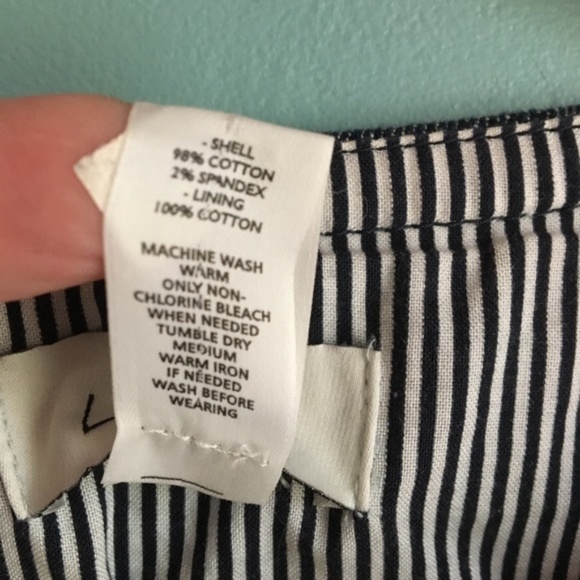 - SHELL
98% COTTON
2% SPANDEX
- LINING
100% COTTON
MACHINE WASH
WARM
ONLY NON-
CHLORINE BLEACH
WHEN NEEDED
TUMBLE DRY
MEDIUM
WARM IRON
IF NEEDED
WASH BEFORE
WEARING